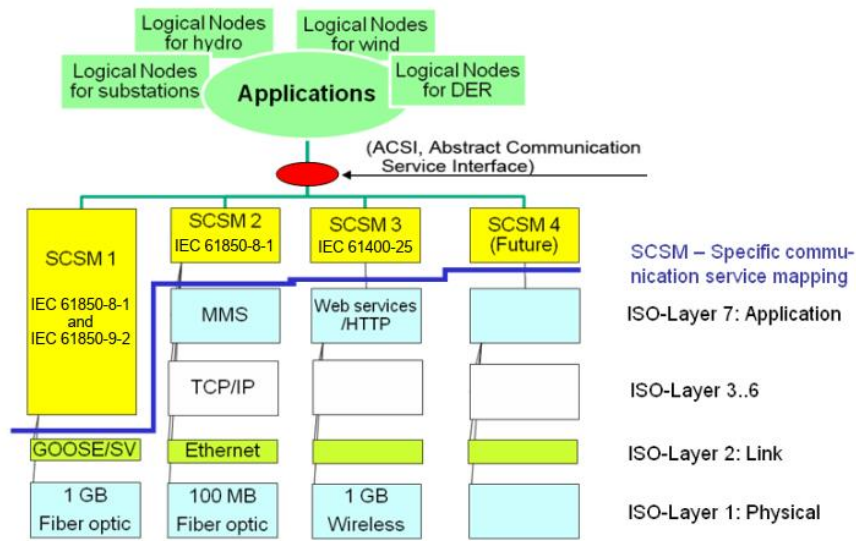 Logical Nodes
for hydro
Logical Nodes
for wind
Logical Nodes
for substations
Applications
Logical Nodes
for DER
(ACSI, Abstract Communication
Service Interface)
SCSM 1
IEC 61850-8-1
and
IEC 61850-9-2
SCSM 2
IEC 61850-8-1
SCSM 3
IEC 61400-25
SCSM 4
(Future)
SCSM – Specific commu-
nication service mapping
MMS
Web services
/HTTP
ISO-Layer 7: Application
TCP/IP
ISO-Layer 3..6
GOOSE/SV
Ethernet
ISO-Layer 2: Link
1 GB
Fiber optic
100 MB
Fiber optic
1 GB
Wireless
ISO-Layer 1: Physical